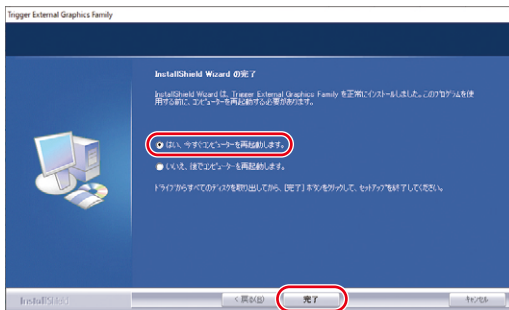 Trigger External Graphics Family
InstallShield Wizard の完了
InstallShield Wizard は、Trigger External Graphics Family を正常にインストールしました。このプログラムを使
用する前に、コンピューターを再起動する必要があります。
はい、今すぐコンピューターを再起動します。
いいえ、後でコンピューターを再起動します。
ドライブからすべてのディスクを取り出してから、[完了] ボタンをクリックして、セットアップを終了してください。
InstallShield
< 戻る(B)
完了
キャンセル